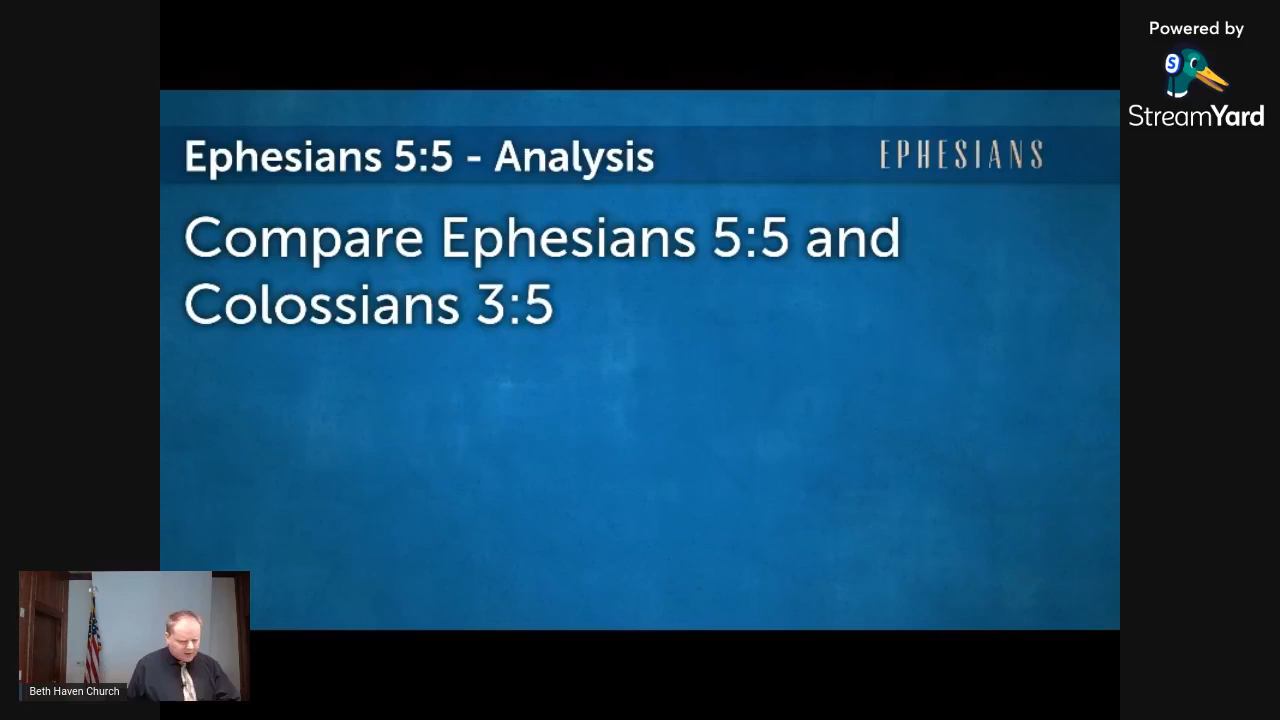 Powered by
S
StreamYard
Ephesians 5:5 - Analysis
EPHESIANS
Compare Ephesians 5:5 and
Colossians 3:5
Beth Haven Church